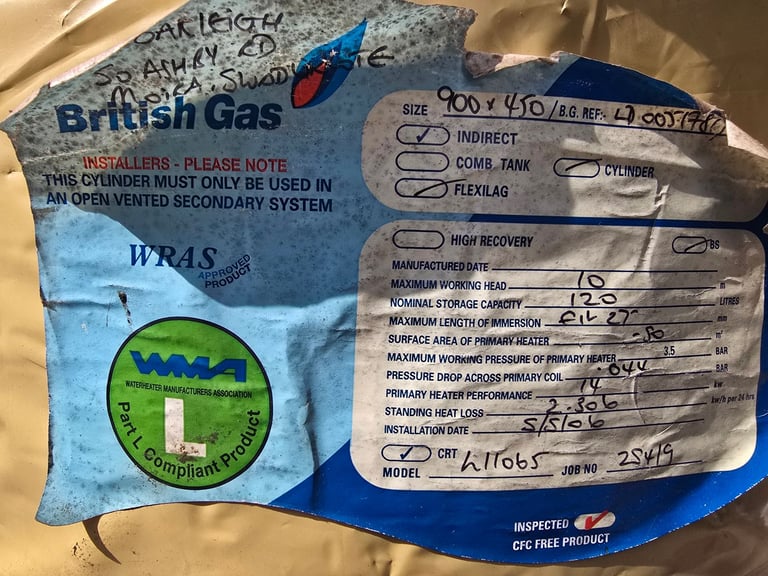 OAKLEIGH
50 ASHBY RD
MOIRA. SWADLINCOTE
British Gas
INSTALLERS - PLEASE NOTE
THIS CYLINDER MUST ONLY BE USED IN
AN OPEN VENTED SECONDARY SYSTEM
WRAS
APPROVED
PRODUCT
WMA
WATERHEATER MANUFACTURERS ASSOCIATION
L
Part L Compliant Product
SIZE 900 x 450 / B.G. REF:-
INDIRECT
COMB. TANK CYLINDER
FLEXILAG
HIGH RECOVERY BS
MANUFACTURED DATE
MAXIMUM WORKING HEAD 10 m
NOMINAL STORAGE CAPACITY 120 LITRES
MAXIMUM LENGTH OF IMMERSION 27" mm
SURFACE AREA OF PRIMARY HEATER .50 m²
MAXIMUM WORKING PRESSURE OF PRIMARY HEATER 3.5 BAR
PRESSURE DROP ACROSS PRIMARY COIL .044 BAR
PRIMARY HEATER PERFORMANCE 14 kw
STANDING HEAT LOSS 2.306 kw/h per 24 hrs
INSTALLATION DATE 5/5/06
CRT
MODEL L11065 JOB NO 25419
INSPECTED
CFC FREE PRODUCT